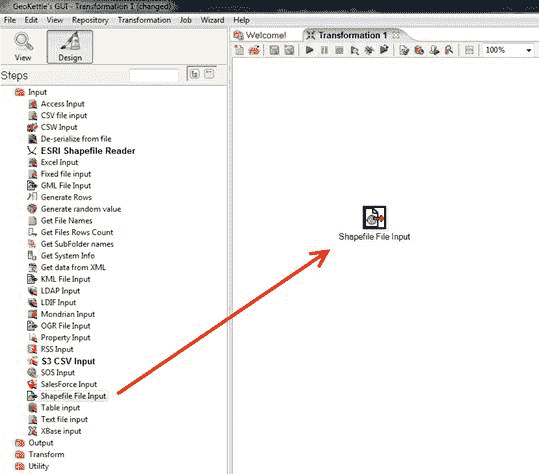 GeoKettle's GUI - Transformation 1 (changed)
File Edit View Repository Transformation Job Wizard Help
View
Design
Steps
Input
Access Input
CSV file input
CSW Input
De-serialize from file
ESRI Shapefile Reader
Excel Input
Fixed file input
GML File Input
Generate Rows
Generate random value
Get File Names
Get Files Rows Count
Get SubFolder names
Get System Info
Get data from XML
KML File Input
LDAP Input
LDIF Input
Mondrian Input
OGR File Input
Property Input
RSS Input
S3 CSV Input
SOS Input
SalesForce Input
Shapefile File Input
Table input
Text file input
XBase input
Output
Transform
Utility
Welcome!
Transformation 1
100%
Shapefile File Input